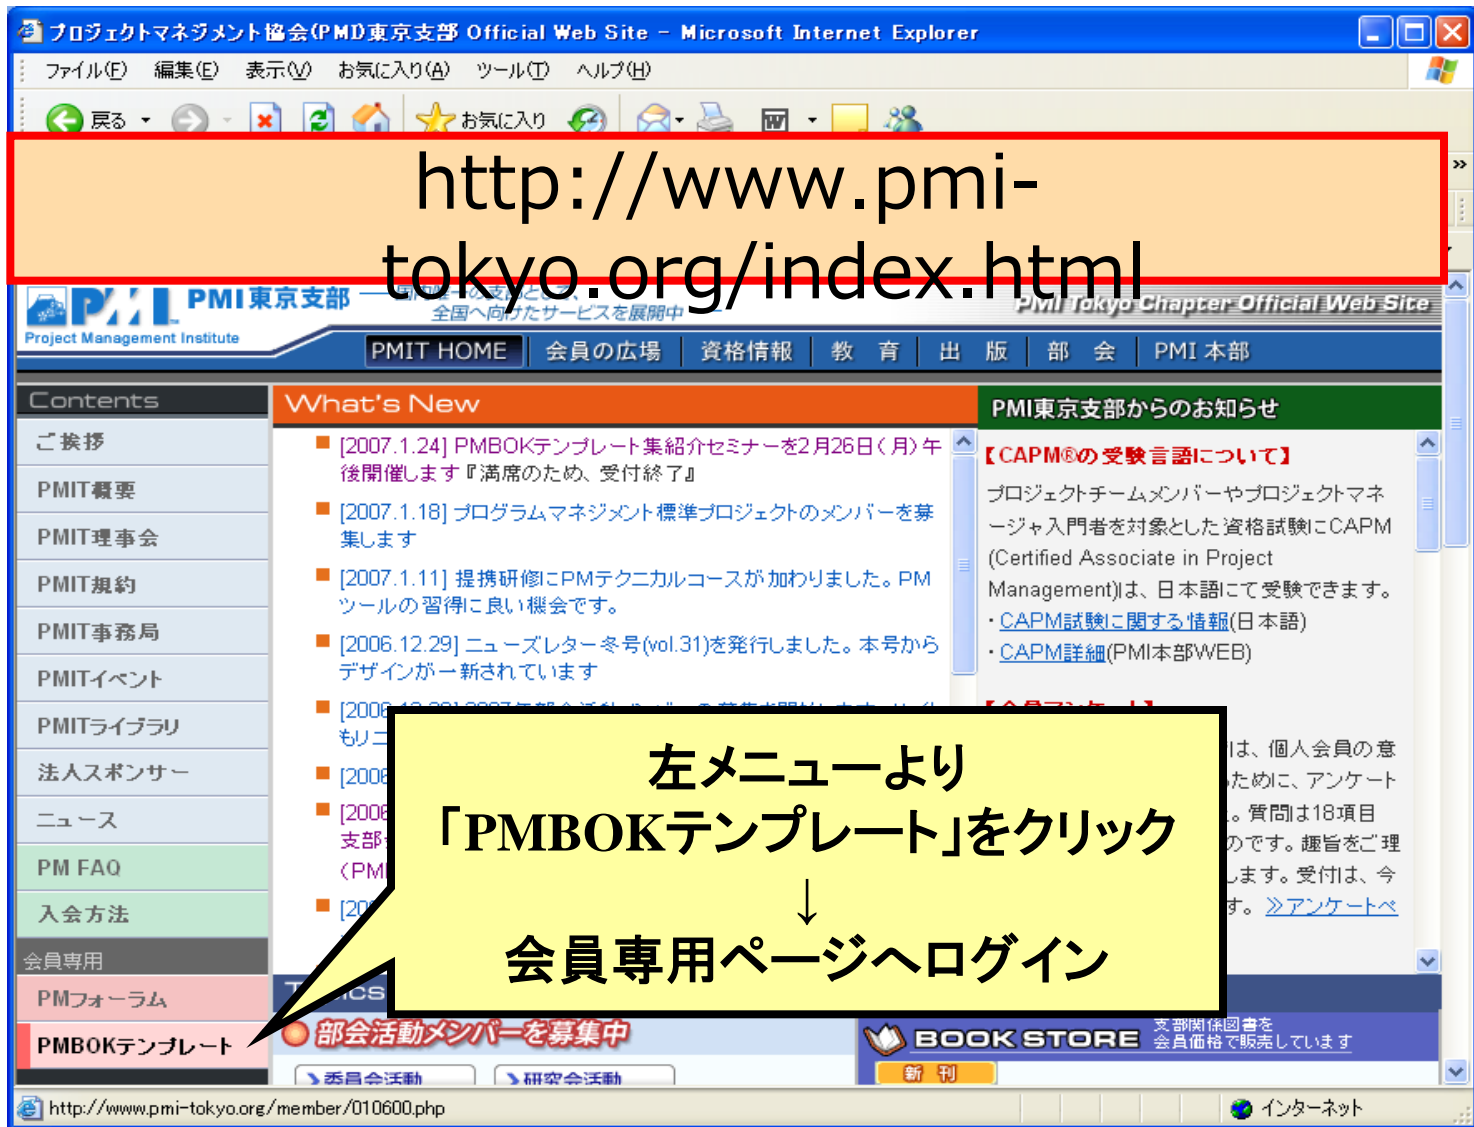 プロジェクトマネジメント協会(PMI)東京支部 Official Web Site - Microsoft Internet Explorer
ファイル(F) 編集(E) 表示(V) お気に入り(A) ツール(T) ヘルプ(H)
戻る お気に入り
http://www.pmi-
tokyo.org/index.html
PMI東京支部
全国へ向けたサービスを展開中
PMI Tokyo Chapter Official Web Site
Project Management Institute
PMIT HOME 会員の広場 資格情報 教 育 出 版 部 会 PMI 本部
Contents
ご挨拶
PMIT概要
PMIT理事会
PMIT規約
PMIT事務局
PMITイベント
PMITライブラリ
法人スポンサー
ニュース
PM FAQ
入会方法
会員専用
PMフォーラム
PMBOKテンプレート
What's New
[2007.1.24] PMBOKテンプレート集紹介セミナーを2月26日(月)午
後開催します『満席のため、受付終了』
[2007.1.18] プログラムマネジメント標準プロジェクトのメンバーを募
集します
[2007.1.11] 提携研修にPMテクニカルコースが加わりました。PM
ツールの習得に良い機会です。
[2006.12.29] ニューズレター冬号(vol.31)を発行しました。本号から
デザインが一新されています
[2006
もリニ
[2006
[2006
支部
(PMI
[20
PMI東京支部からのお知らせ
【CAPM®の受験言語について】
プロジェクトチームメンバーやプロジェクトマネ
ージャ入門者を対象とした資格試験にCAPM
(Certified Associate in Project
Management)は、日本語にて受験できます。
・CAPM試験に関する情報(日本語)
・CAPM詳細(PMI本部WEB)
は、個人会員の意
ために、アンケート
。質問は18項目
のです。趣旨をご理
します。受付は、今
す。≫アンケートペ
左メニューより
「PMBOKテンプレート」をクリック
↓
会員専用ページへログイン
部会活動メンバーを募集中
委員会活動 研究会活動
BOOK STORE 支部関係図書を
会員価格で販売しています
新 刊
http://www.pmi-tokyo.org/member/010600.php
インターネット